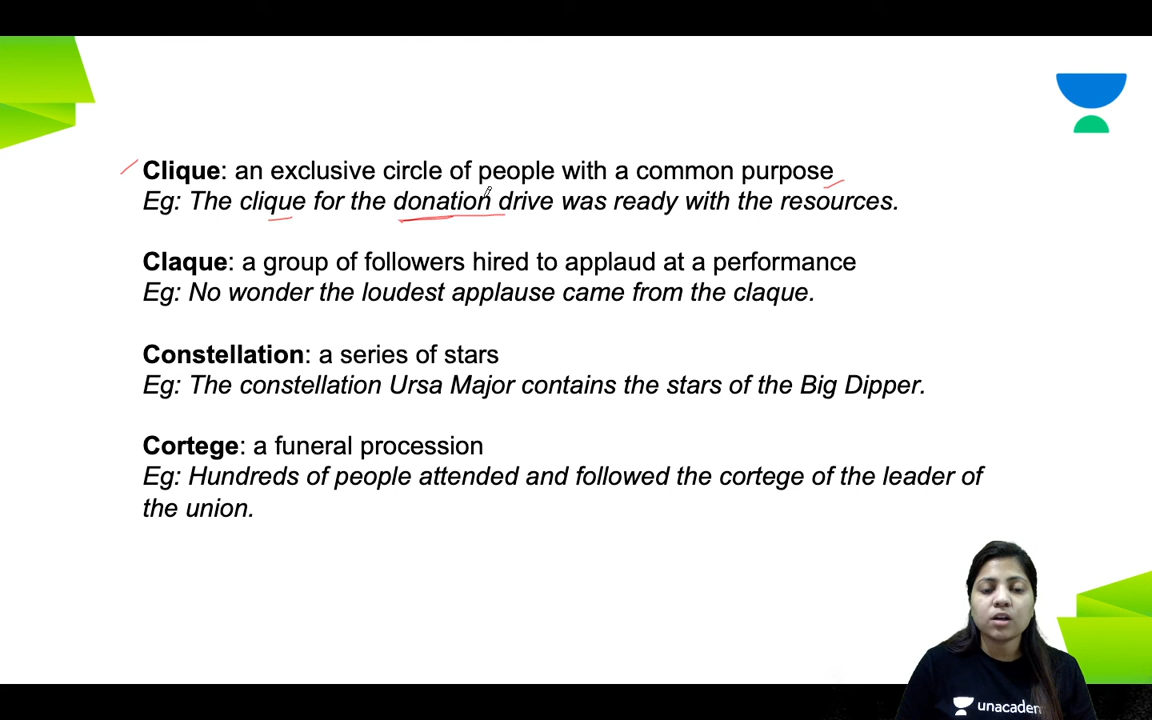 Clique: an exclusive circle of people with a common purpose
Eg: The clique for the donation drive was ready with the resources.
Claque: a group of followers hired to applaud at a performance
Eg: No wonder the loudest applause came from the claque.
Constellation: a series of stars
Eg: The constellation Ursa Major contains the stars of the Big Dipper.
Cortege: a funeral procession
Eg: Hundreds of people attended and followed the cortege of the leader of
the union.
unacadem